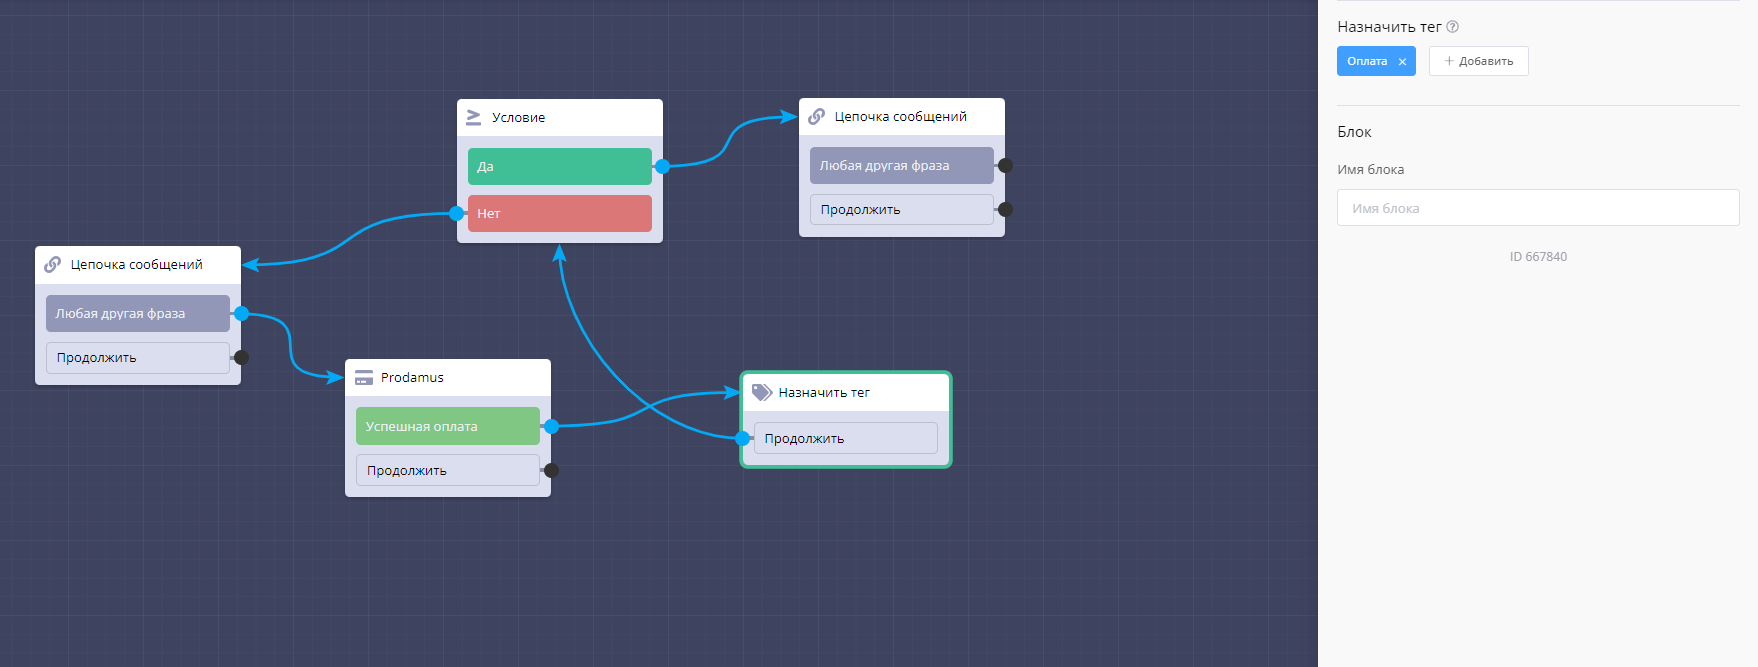 Условие
Да
Нет
Цепочка сообщений
Любая другая фраза
Продолжить
Цепочка сообщений
Любая другая фраза
Продолжить
Prodamus
Успешная оплата
Продолжить
Назначить тег
Продолжить
Назначить тег ?
Оплата ×
+ Добавить
Блок
Имя блока
Имя блока
ID 667840